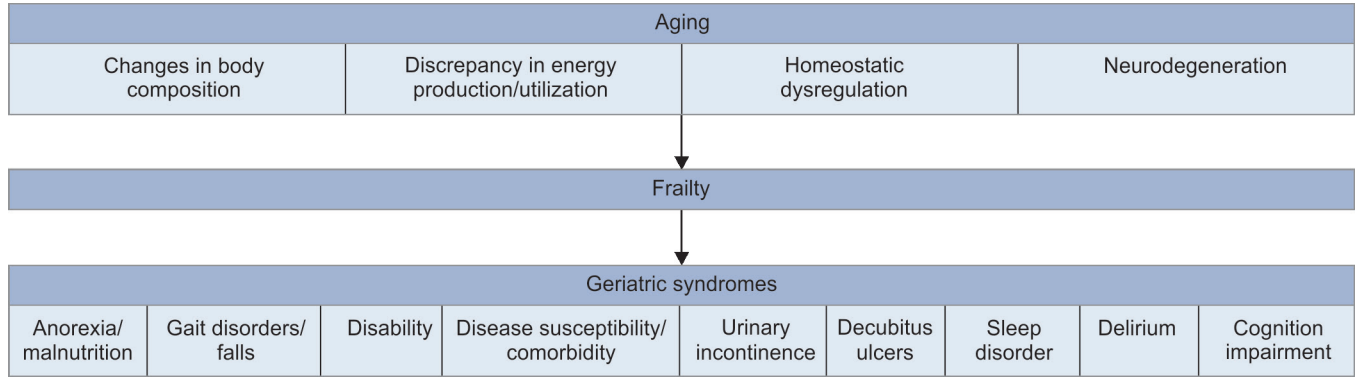 Aging
Changes in body
composition
Discrepancy in energy
production/utilization
Homeostatic
dysregulation
Neurodegeneration
Frailty
Geriatric syndromes
Anorexia/
malnutrition
Gait disorders/
falls
Disability
Disease susceptibility/
comorbidity
Urinary
incontinence
Decubitus
ulcers
Sleep
disorder
Delirium
Cognition
impairment